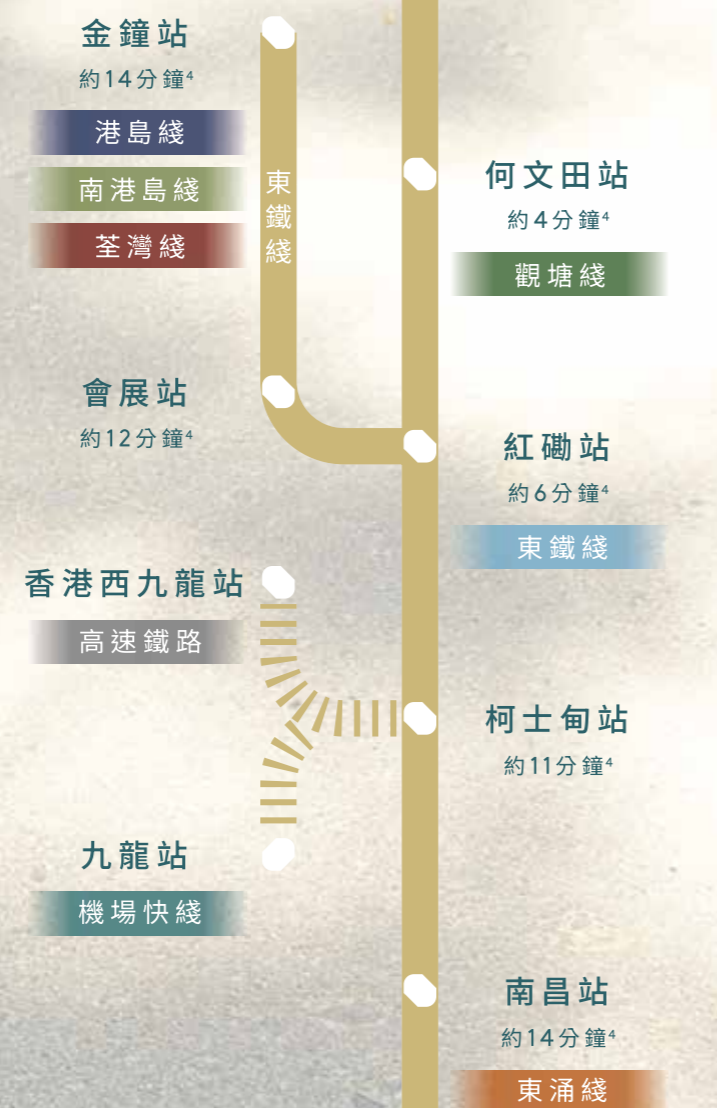 金鐘站
約14分鐘⁴
港島綫
南港島綫
荃灣綫
東鐵綫
何文田站
約4分鐘⁴
觀塘綫
會展站
約12分鐘⁴
紅磡站
約6分鐘⁴
東鐵綫
香港西九龍站
高速鐵路
柯士甸站
約11分鐘⁴
九龍站
機場快綫
南昌站
約14分鐘⁴
東涌綫